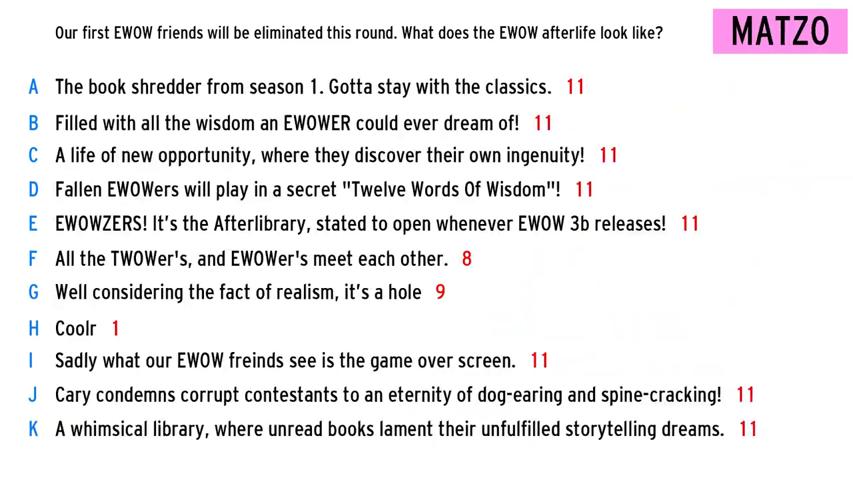 Our first EWOW friends will be eliminated this round. What does the EWOW afterlife look like?
MATZO
A The book shredder from season 1. Gotta stay with the classics. 11
B Filled with all the wisdom an EWOWER could ever dream of! 11
C A life of new opportunity, where they discover their own ingenuity! 11
D Fallen EWOWers will play in a secret "Twelve Words Of Wisdom"! 11
E EWOWZERS! It's the Afterlibrary, stated to open whenever EWOW 3b releases! 11
F All the TWOWer's, and EWOWer's meet each other. 8
G Well considering the fact of realism, it's a hole 9
H Coolr 1
I Sadly what our EWOW freinds see is the game over screen. 11
J Cary condemns corrupt contestants to an eternity of dog-earing and spine-cracking! 11
K A whimsical library, where unread books lament their unfulfilled storytelling dreams. 11